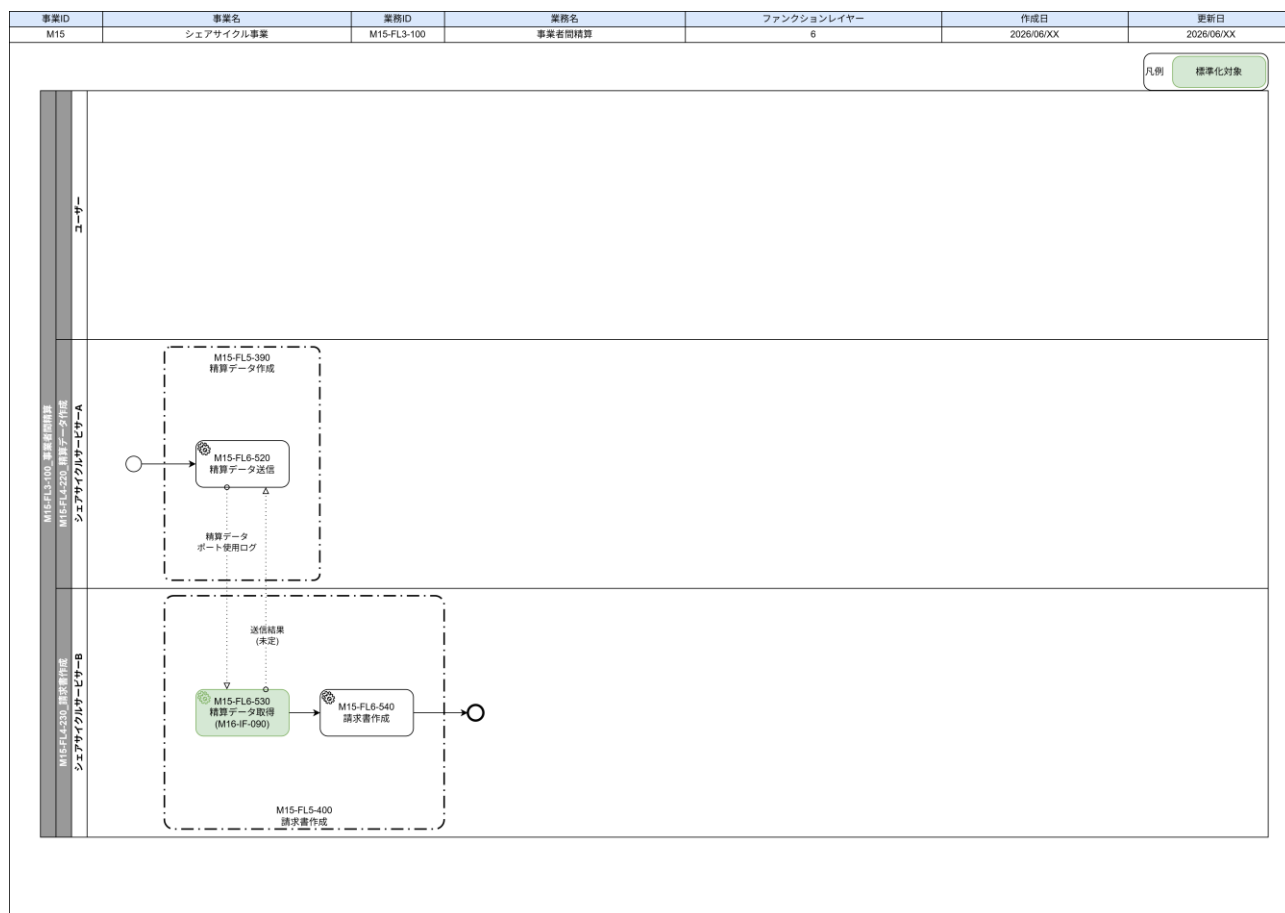 事業ID 事業名 業務ID 業務名 ファンクションレイヤー 作成日 更新日
M15 シェアサイクル事業 M15-FL3-100 事業者間精算 6 2026/06/XX 2026/06/XX
凡例 標準化対象
M15-FL3-100_事業者間精算
ユーザー
M15-FL4-220_精算データ作成
シェアサイクルサービサーA
M15-FL5-390
精算データ作成
M15-FL6-520
精算データ送信
精算データ
ポート使用ログ
M15-FL4-230_請求書作成
シェアサイクルサービサーB
送信結果
(未定)
M15-FL6-530
精算データ取得
(M16-IF-090)
M15-FL6-540
請求書作成
M15-FL5-400
請求書作成